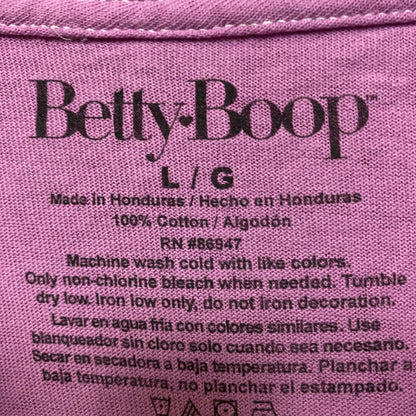 Betty Boop™
L / G
Made in Honduras / Hecho en Honduras
100% Cotton / Algodón
RN #86947
Machine wash cold with like colors.
Only non-chlorine bleach when needed. Tumble
dry low. Iron low only, do not iron decoration.
Lavar en agua fria con colores similares. Use
blanqueador sin cloro solo cuando sea necesario.
Secar en secadora a baja temperatura. Planchar a
baja temperatura, no planchar el estampado.